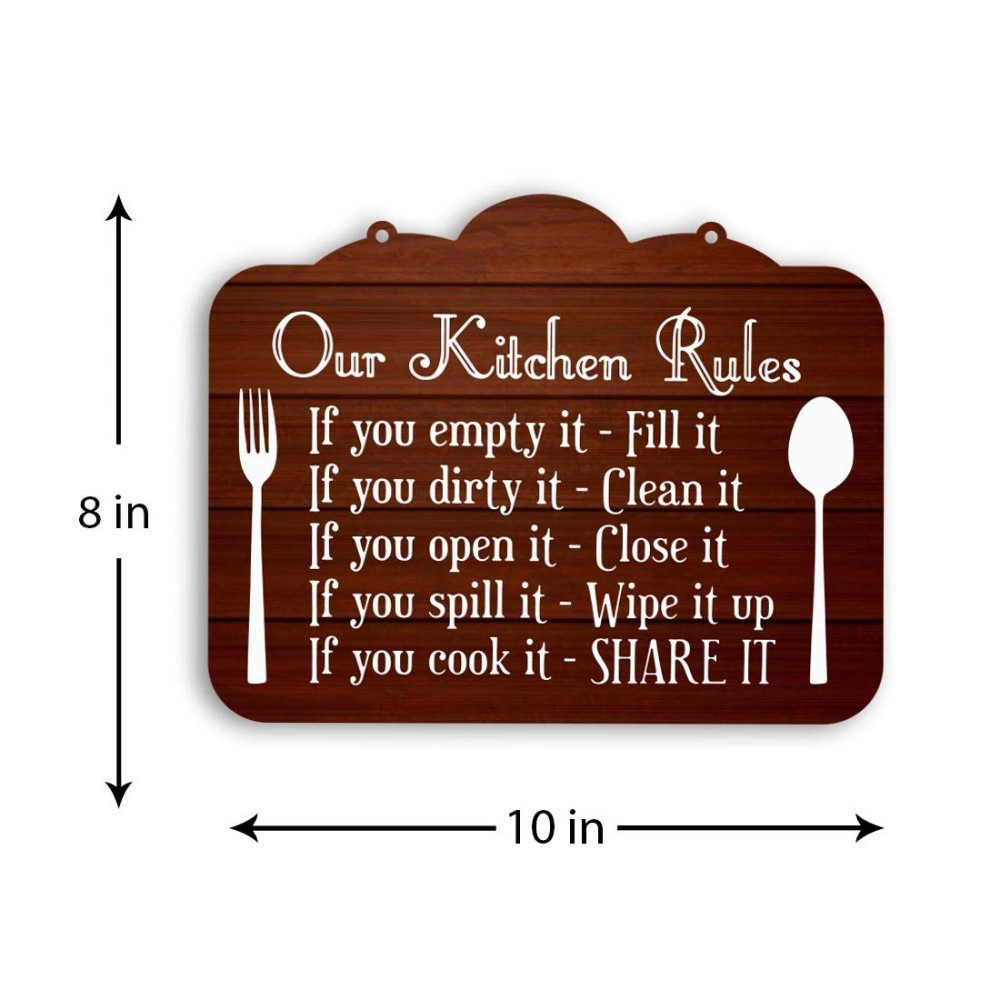 Our Kitchen Rules
If you empty it - Fill it
If you dirty it - Clean it
If you open it - Close it
If you spill it - Wipe it up
If you cook it - SHARE IT
8 in
10 in